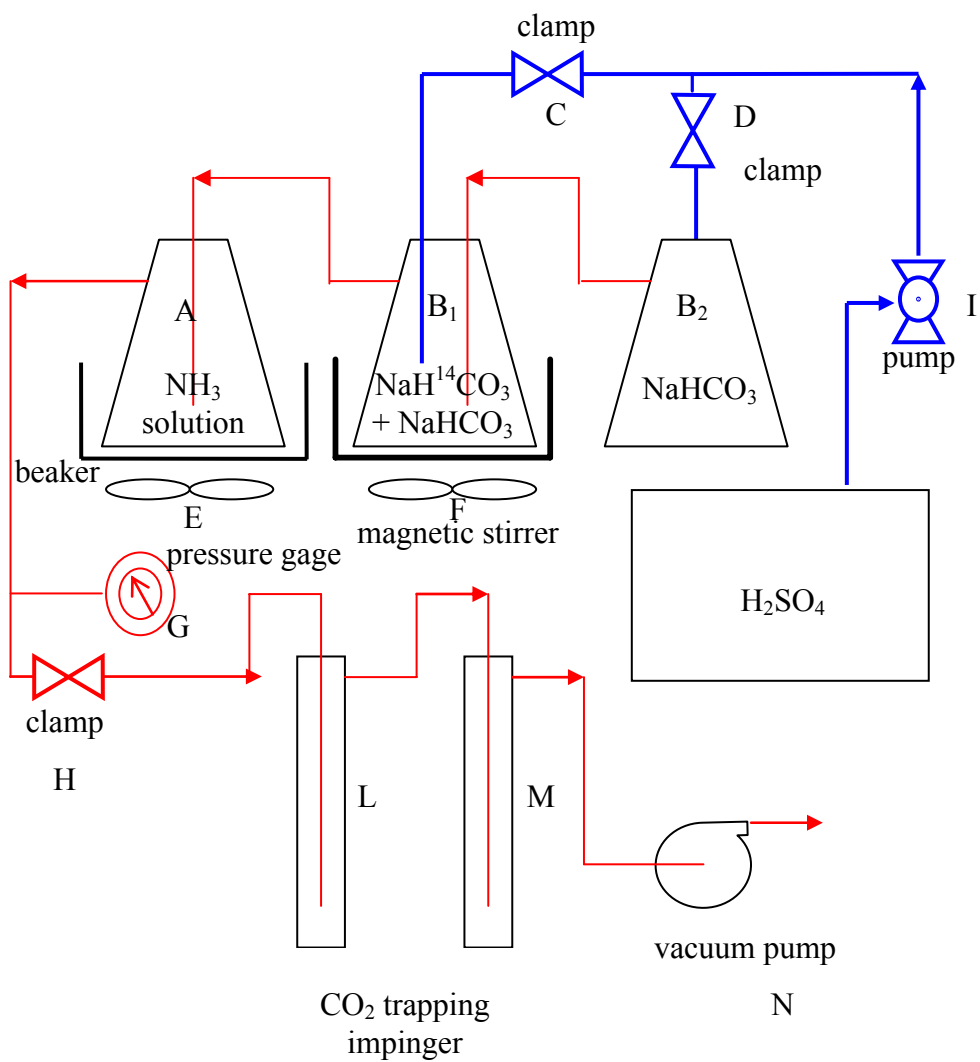 clamp
C
D
clamp
A
B₁
B₂
I
pump
NH₃
solution
NaH¹⁴CO₃
+ NaHCO₃
NaHCO₃
beaker
E
F
magnetic stirrer
pressure gage
G
H₂SO₄
clamp
H
L
M
vacuum pump
N
CO₂ trapping
impinger